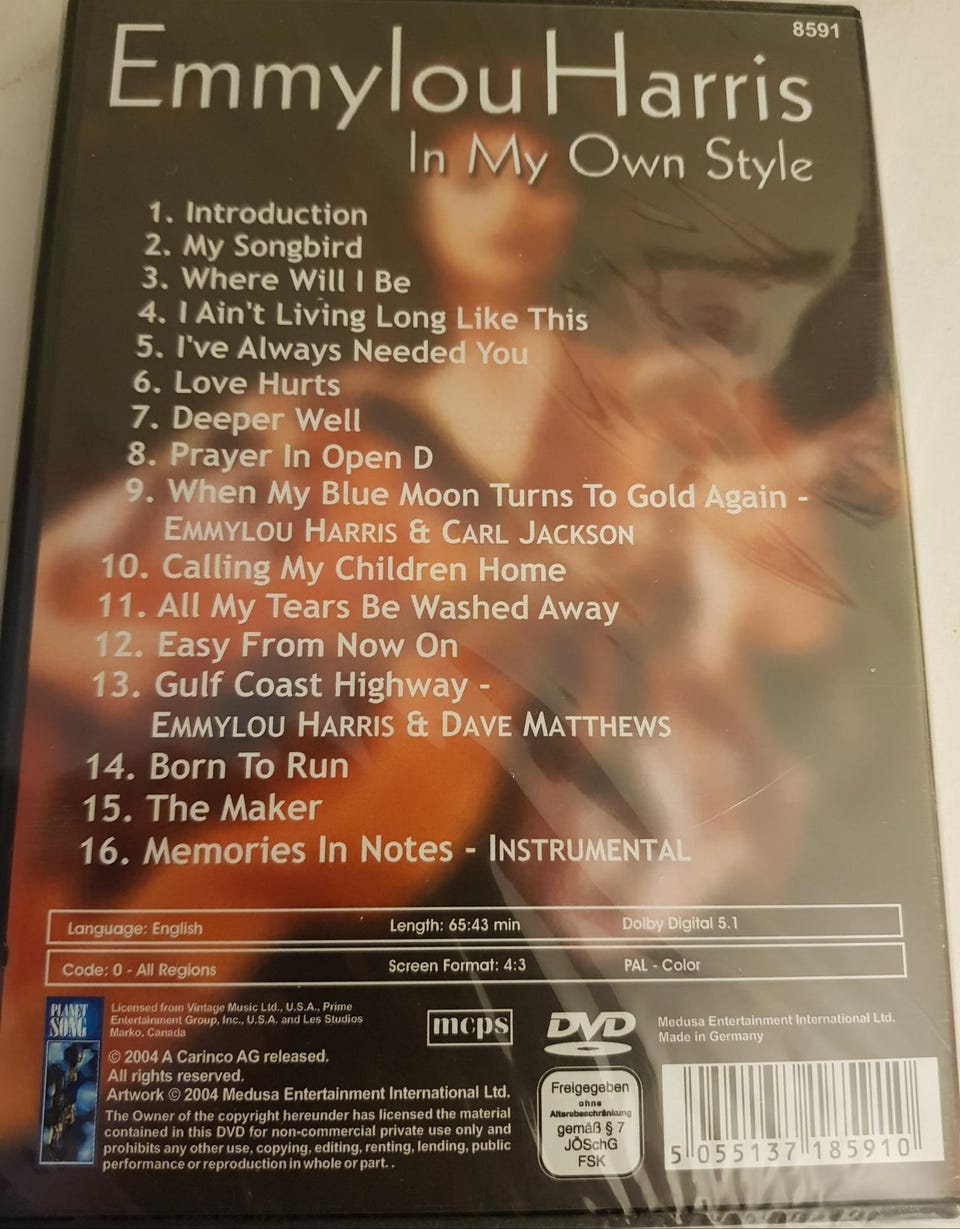 8591
Emmylou Harris
In My Own Style
1. Introduction
2. My Songbird
3. Where Will I Be
4. I Ain't Living Long Like This
5. I've Always Needed You
6. Love Hurts
7. Deeper Well
8. Prayer In Open D
9. When My Blue Moon Turns To Gold Again -
EMMYLOU HARRIS & CARL JACKSON
10. Calling My Children Home
11. All My Tears Be Washed Away
12. Easy From Now On
13. Gulf Coast Highway -
EMMYLOU HARRIS & DAVE MATTHEWS
14. Born To Run
15. The Maker
16. Memories In Notes - INSTRUMENTAL
Language: English Length: 65:43 min Dolby Digital 5.1
Code: 0 - All Regions Screen Format: 4:3 PAL - Color
PLANET
SONG
Licensed from Vintage Music Ltd., U.S.A., Prime
Entertainment Group, Inc., U.S.A. and Les Studios
Marko, Canada
© 2004 A Carinco AG released.
All rights reserved.
Artwork © 2004 Medusa Entertainment International Ltd.
The Owner of the copyright hereunder has licensed the material
contained in this DVD for non-commercial private use only and
prohibits any other use, copying, editing, renting, lending, public
performance or reproduction in whole or part. .
mcps
DVD
Medusa Entertainment International Ltd.
Made in Germany
Freigegeben
ohne
Altersbeschränkung
gemäß § 7
JÖSchG
FSK
5 055137 185910